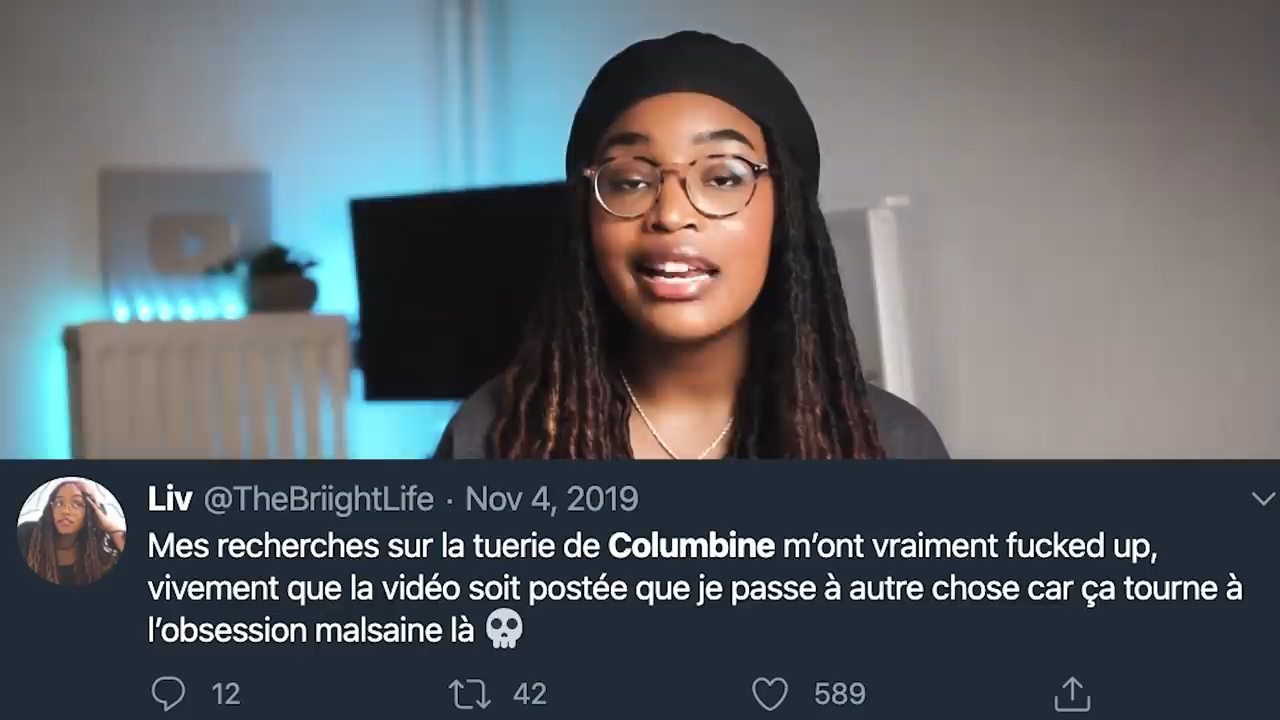 Liv @TheBriightLife · Nov 4, 2019
Mes recherches sur la tuerie de Columbine m’ont vraiment fucked up,
vivement que la vidéo soit postée que je passe à autre chose car ça tourne à
l’obsession malsaine là 💀
12 42 589